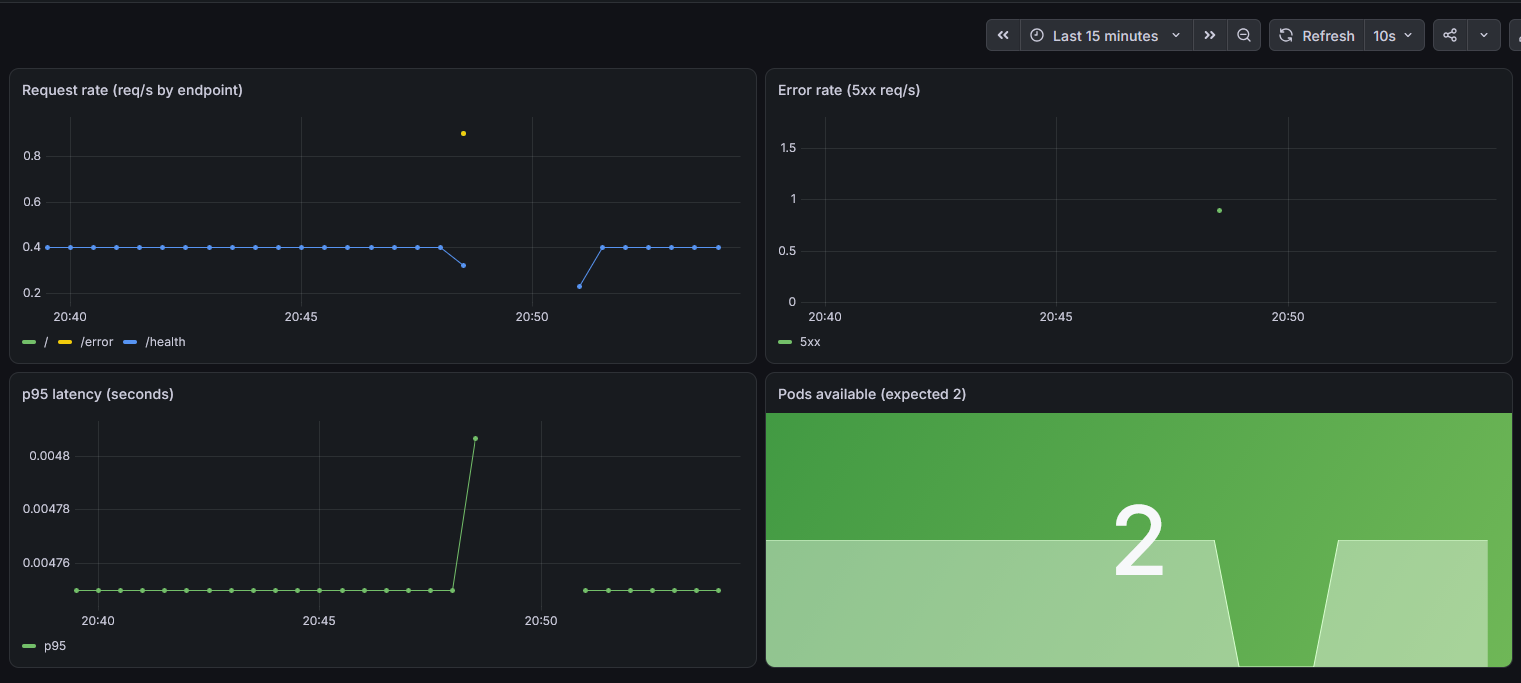 Last 15 minutes
Refresh
10s
Request rate (req/s by endpoint)
0.8
0.6
0.4
0.2
20:40
20:45
20:50
/
/error
/health
Error rate (5xx req/s)
1.5
1
0.5
0
20:40
20:45
20:50
5xx
p95 latency (seconds)
0.0048
0.00478
0.00476
20:40
20:45
20:50
p95
Pods available (expected 2)
2